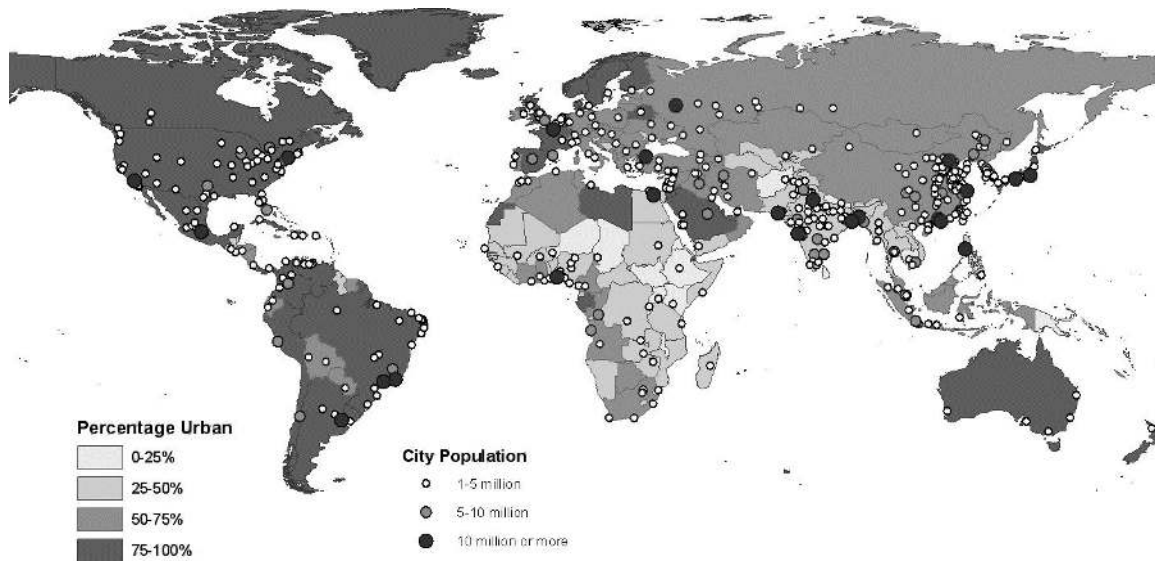 Percentage Urban
0-25%
25-50%
50-75%
75-100%
City Population
1-5 million
5-10 million
10 million or more